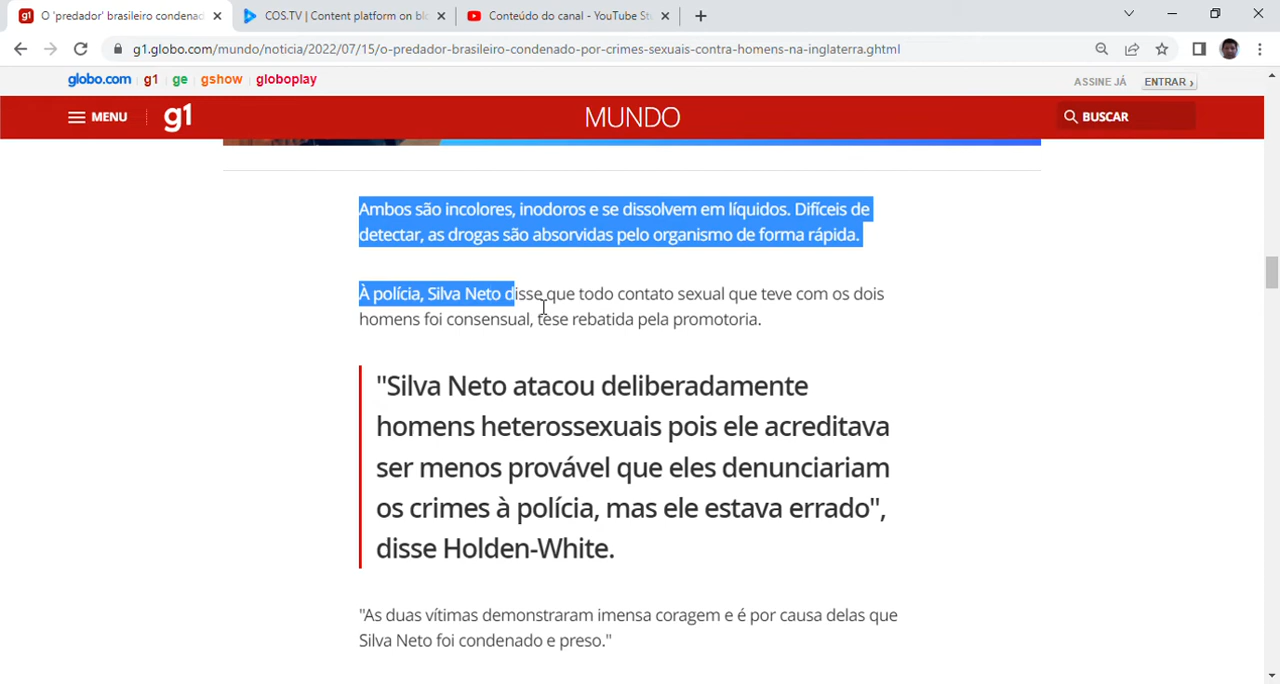 O 'predador' brasileiro condenad
COS.TV | Content platform on bl
Conteúdo do canal - YouTube St
g1.globo.com/mundo/noticia/2022/07/15/o-predador-brasileiro-condenado-por-crimes-sexuais-contra-homens-na-inglaterra.ghtml
globo.com g1 ge gshow globoplay
ASSINE JÁ ENTRAR ›
MENU g1 MUNDO BUSCAR
Ambos são incolores, inodoros e se dissolvem em líquidos. Difíceis de
detectar, as drogas são absorvidas pelo organismo de forma rápida.
À polícia, Silva Neto disse que todo contato sexual que teve com os dois
homens foi consensual, tese rebatida pela promotoria.
"Silva Neto atacou deliberadamente
homens heterossexuais pois ele acreditava
ser menos provável que eles denunciariam
os crimes à polícia, mas ele estava errado",
disse Holden-White.
"As duas vítimas demonstraram imensa coragem e é por causa delas que
Silva Neto foi condenado e preso."